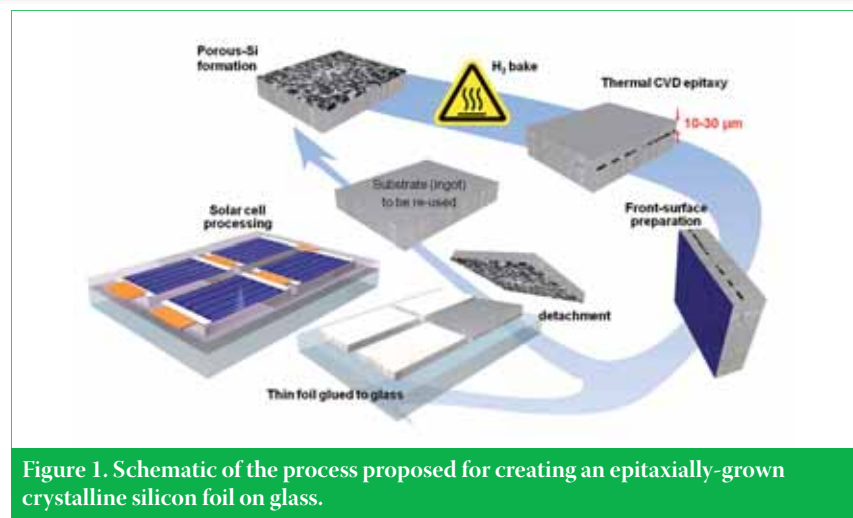 Porous-Si
formation
H₂ bake
Thermal CVD epitaxy
10-30 µm
Substrate (ingot)
to be re-used
Front-surface
preparation
Solar cell
processing
detachment
Thin foil glued to glass
Figure 1. Schematic of the process proposed for creating an epitaxially-grown
crystalline silicon foil on glass.